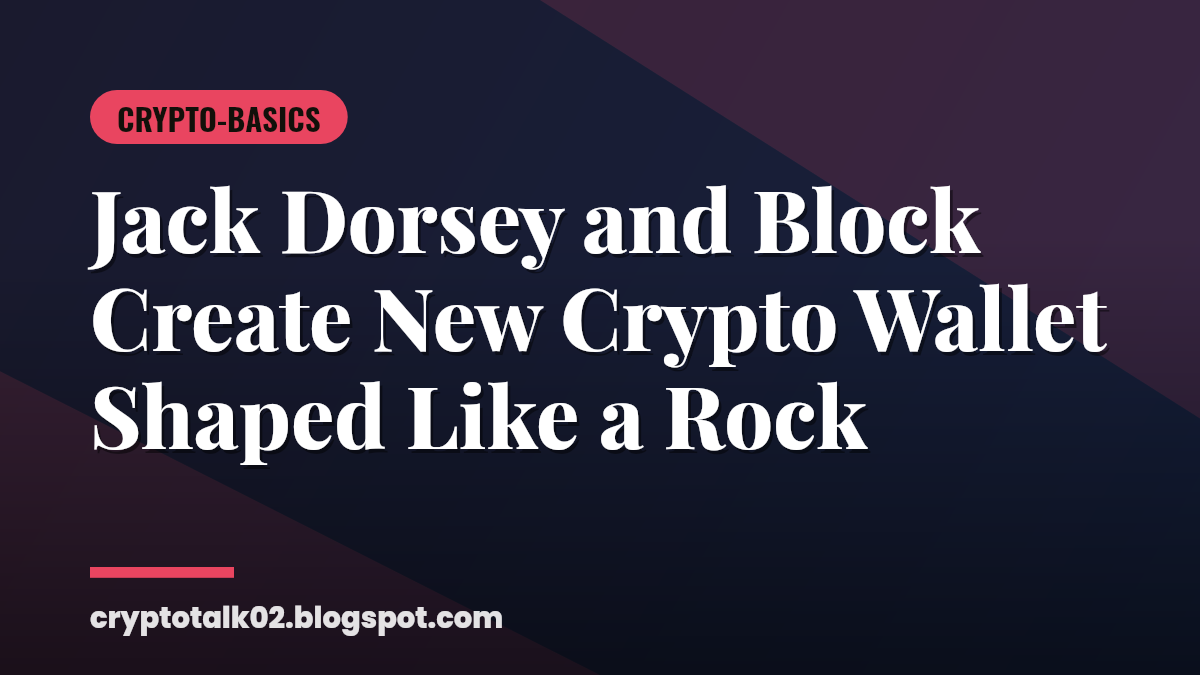 CRYPTO-BASICS
Jack Dorsey and Block
Create New Crypto Wallet
Shaped Like a Rock
cryptotalk02.blogspot.com